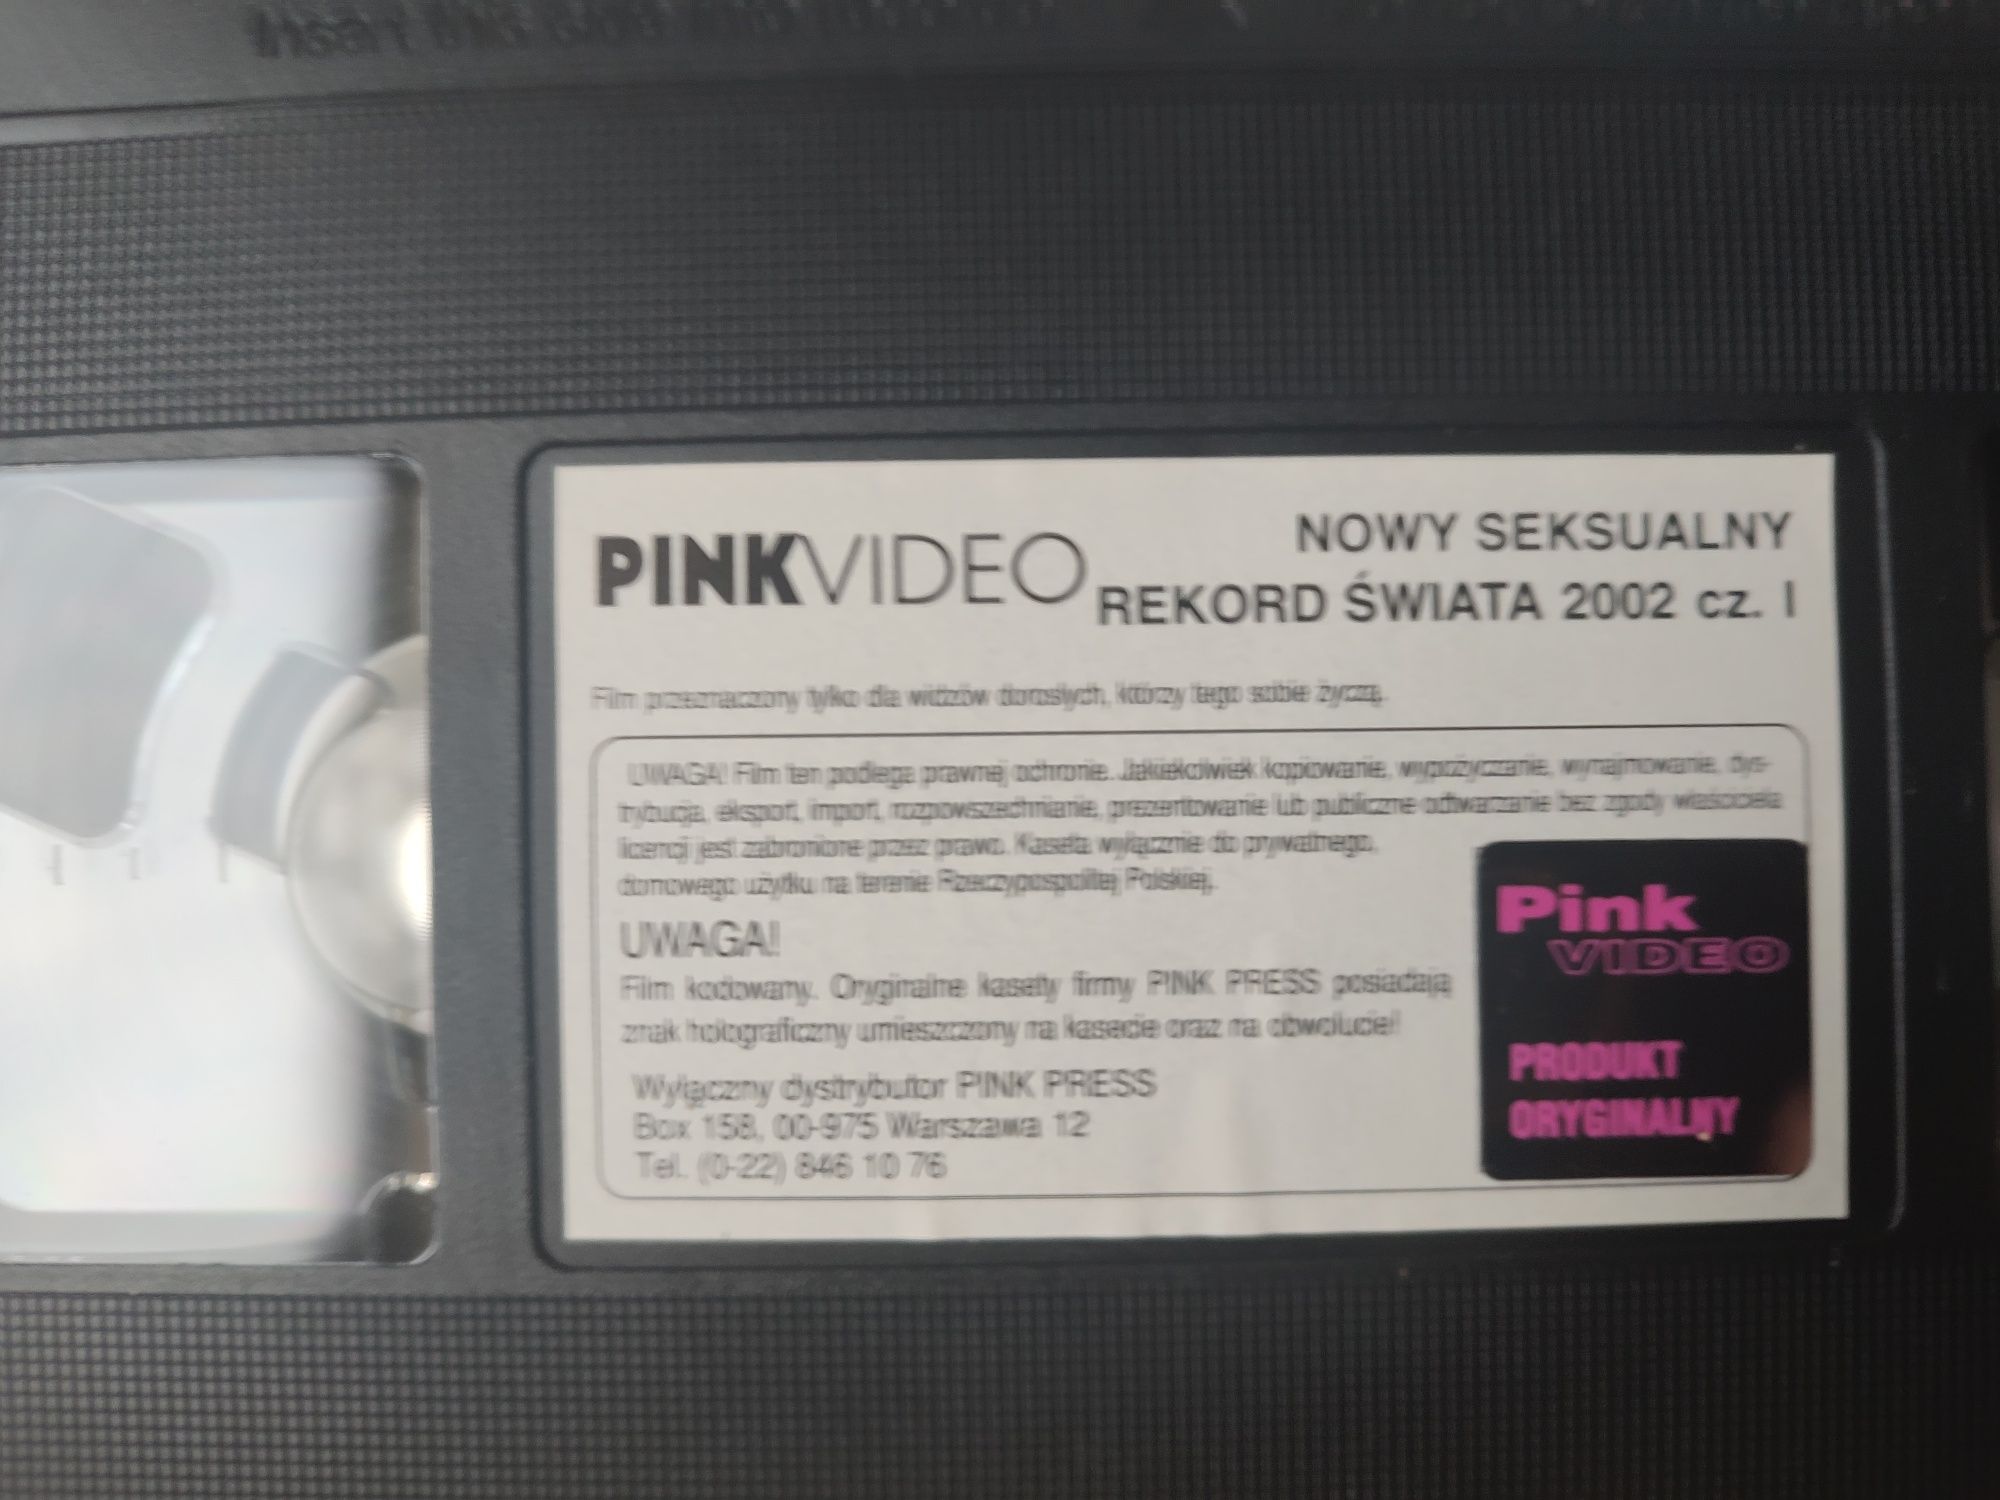 Insert this side into
PINKVIDEO
NOWY SEKSUALNY
REKORD ŚWIATA 2002 cz. I
Film przeznaczony tylko dla widzów dorosłych, którzy tego sobie życzą.
UWAGA! Film ten podlega prawnej ochronie. Jakiekolwiek kopiowanie, wypożyczanie, wynajmowanie, dys-
trybucja, eksport, import, rozpowszechnianie, prezentowanie lub publiczne odtwarzanie bez zgody właściciela
licencji jest zabronione przez prawo. Kaseta wyłącznie do prywatnego,
domowego użytku na terenie Rzeczypospolitej Polskiej.
UWAGA!
Film kodowany. Oryginalne kasety firmy PINK PRESS posiadają
znak holograficzny umieszczony na kasecie oraz na obwolucie!
Wyłączny dystrybutor PINK PRESS
Box 158, 00-975 Warszawa 12
Tel. (0-22) 846 10 76
Pink
VIDEO
PRODUKT
ORYGINALNY